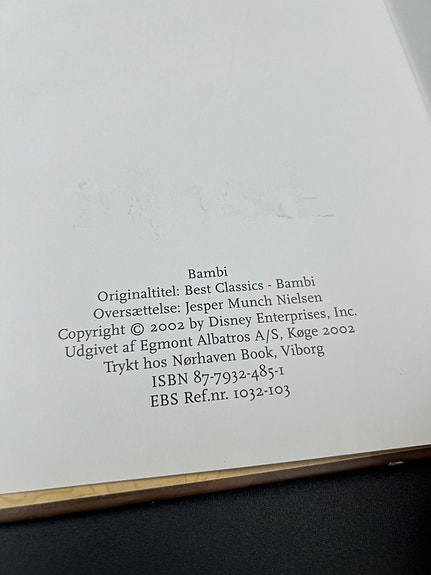 Bambi
Originaltitel: Best Classics - Bambi
Oversættelse: Jesper Munch Nielsen
Copyright © 2002 by Disney Enterprises, Inc.
Udgivet af Egmont Albatros A/S, Køge 2002
Trykt hos Nørhaven Book, Viborg
ISBN 87-7932-485-1
EBS Ref.nr. 1032-103